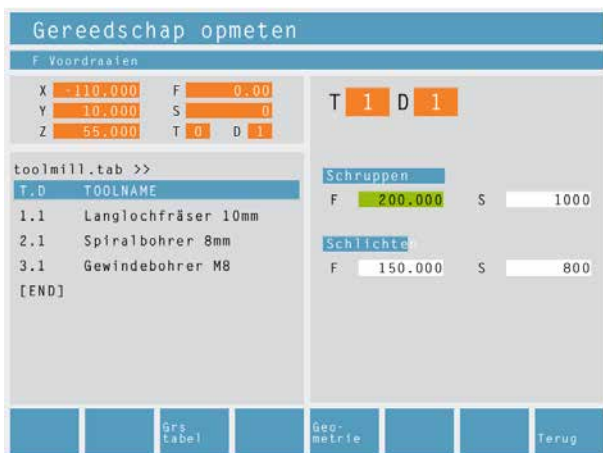 Gereedschap opmeten
F Voordraaien
X -110.000 F 0.00
Y 10.000 S 0
Z 55.000 T 0 D 1
toolmill.tab >>
T.D TOOLNAME
1.1 Langlochfräser 10mm
2.1 Spiralbohrer 8mm
3.1 Gewindebohrer M8
[END]
T 1 D 1
Schruppen
F 200.000 S 1000
Schlichten
F 150.000 S 800
Grs
tabel
Geo-
metrie
Terug